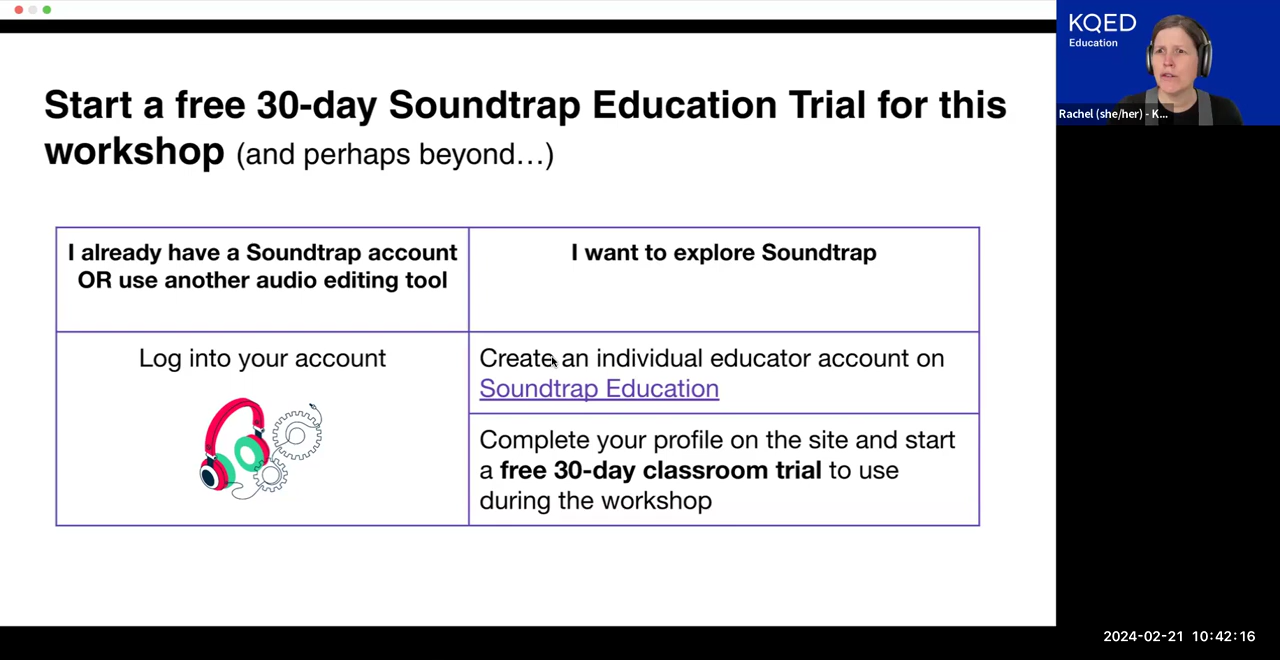 Start a free 30-day Soundtrap Education Trial for this
workshop (and perhaps beyond…)
I already have a Soundtrap account
OR use another audio editing tool
I want to explore Soundtrap
Log into your account
Create an individual educator account on
Soundtrap Education
Complete your profile on the site and start
a free 30-day classroom trial to use
during the workshop
KQED
Education
Rachel (she/her) - K...
2024-02-21 10:42:16